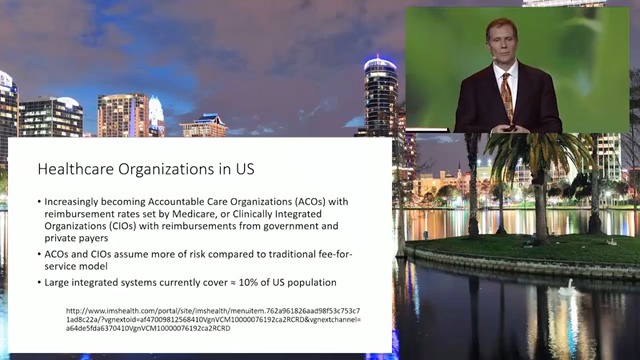 Healthcare Organizations in US
• Increasingly becoming Accountable Care Organizations (ACOs) with
reimbursement rates set by Medicare, or Clinically Integrated
Organizations (CIOs) with reimbursements from government and
private payers
• ACOs and CIOs assume more of risk compared to traditional fee-for-
service model
• Large integrated systems currently cover ≈ 10% of US population
http://www.imshealth.com/portal/site/imshealth/menuitem.762a961826aad98f53c753c7
1ad8c22a/?vgnextoid=af47009812568410VgnVCM10000076192ca2RCRD&vgnextchannel=
a64de5fda6370410VgnVCM10000076192ca2RCRD